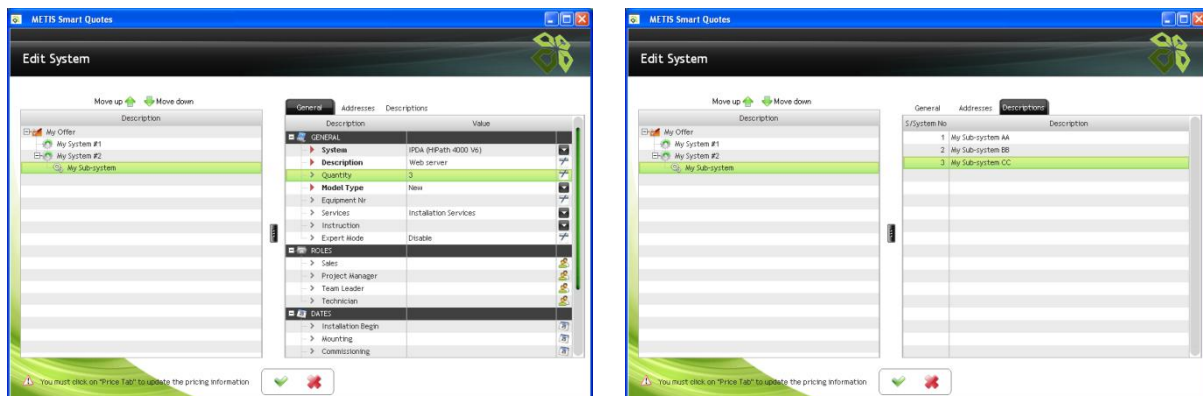 METIS Smart Quotes
Edit System
Move up Move down
Description
My Offer
My System #1
My System #2
My Sub-system
General Addresses Descriptions
Description Value
GENERAL
System IPDA (HiPath 4000 V6)
Description Web server
Quantity 3
Model Type New
Equipment Nr
Services Installation Services
Instruction
Expert Mode Disable
ROLES
Sales
Project Manager
Team Leader
Technician
DATES
Installation Begin
Mounting
Commissioning
You must click on "Price Tab" to update the pricing information
METIS Smart Quotes
Edit System
Move up Move down
Description
My Offer
My System #1
My System #2
My Sub-system
General Addresses Descriptions
S/System No Description
1 My Sub-system AA
2 My Sub-system BB
3 My Sub-system CC
You must click on "Price Tab" to update the pricing information